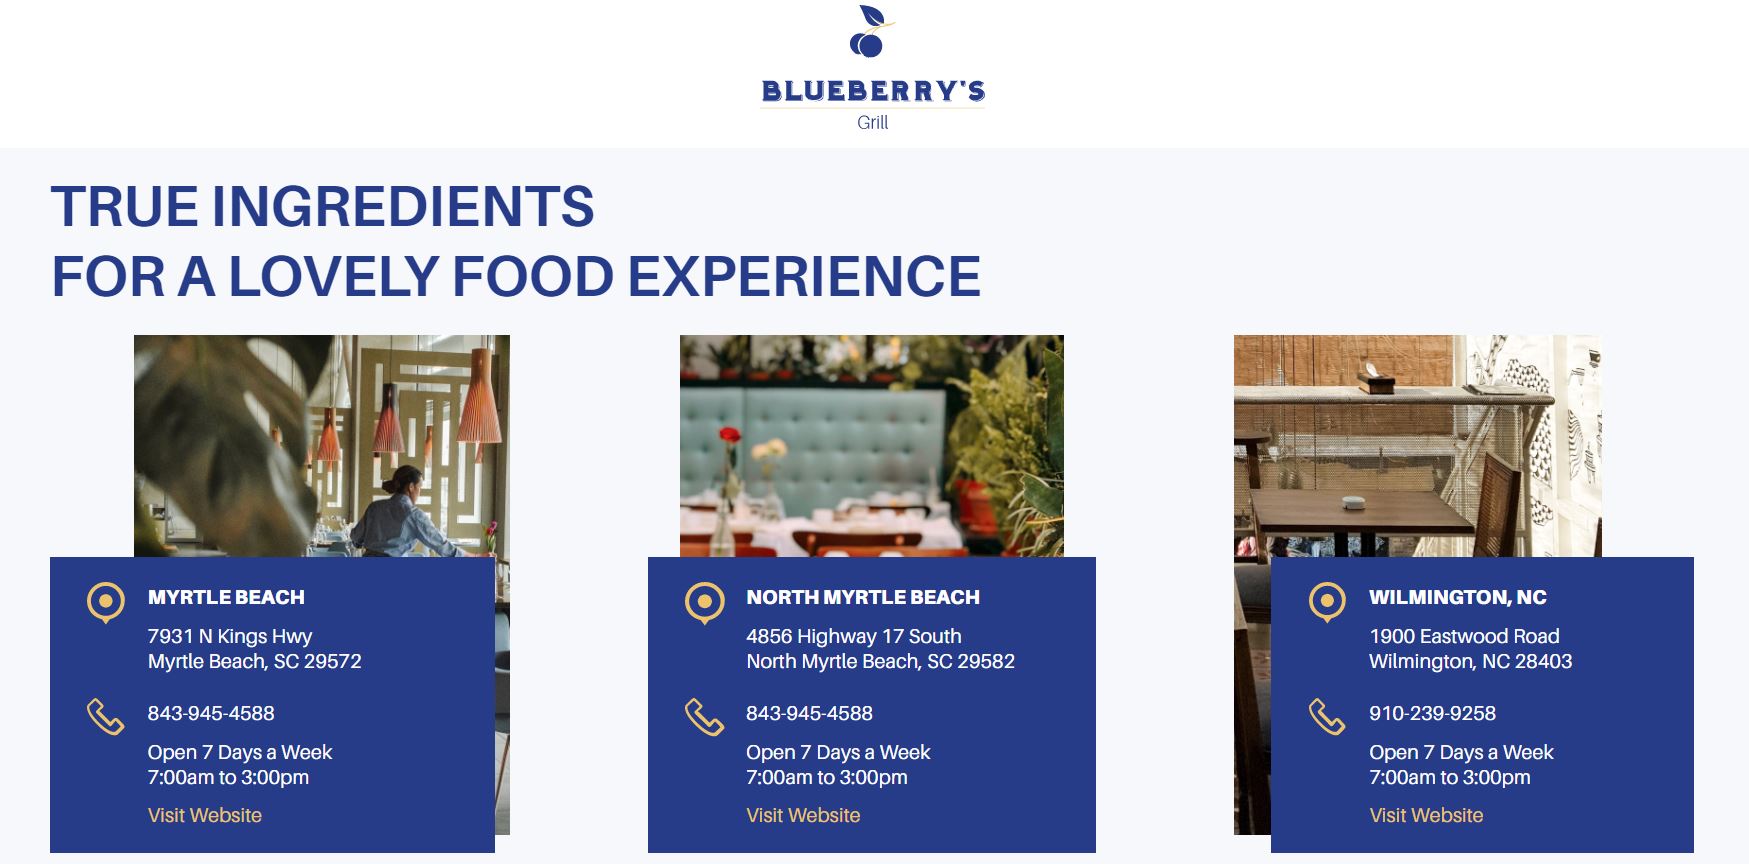 BLUEBERRY'S
Grill
TRUE INGREDIENTS
FOR A LOVELY FOOD EXPERIENCE
MYRTLE BEACH
7931 N Kings Hwy
Myrtle Beach, SC 29572
843-945-4588
Open 7 Days a Week
7:00am to 3:00pm
Visit Website
NORTH MYRTLE BEACH
4856 Highway 17 South
North Myrtle Beach, SC 29582
843-945-4588
Open 7 Days a Week
7:00am to 3:00pm
Visit Website
WILMINGTON, NC
1900 Eastwood Road
Wilmington, NC 28403
910-239-9258
Open 7 Days a Week
7:00am to 3:00pm
Visit Website